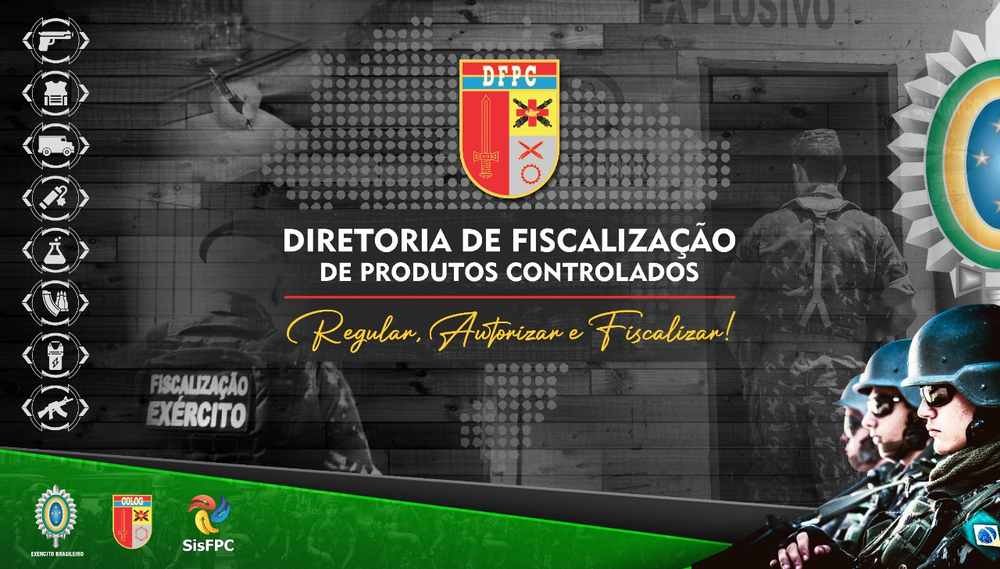 EXPLOSIVO
DFPC
DIRETORIA DE FISCALIZAÇÃO
DE PRODUTOS CONTROLADOS
Regular, Autorizar e Fiscalizar!
FISCALIZAÇÃO
EXÉRCITO
EXÉRCITO BRASILEIRO
COLOG
SisFPC